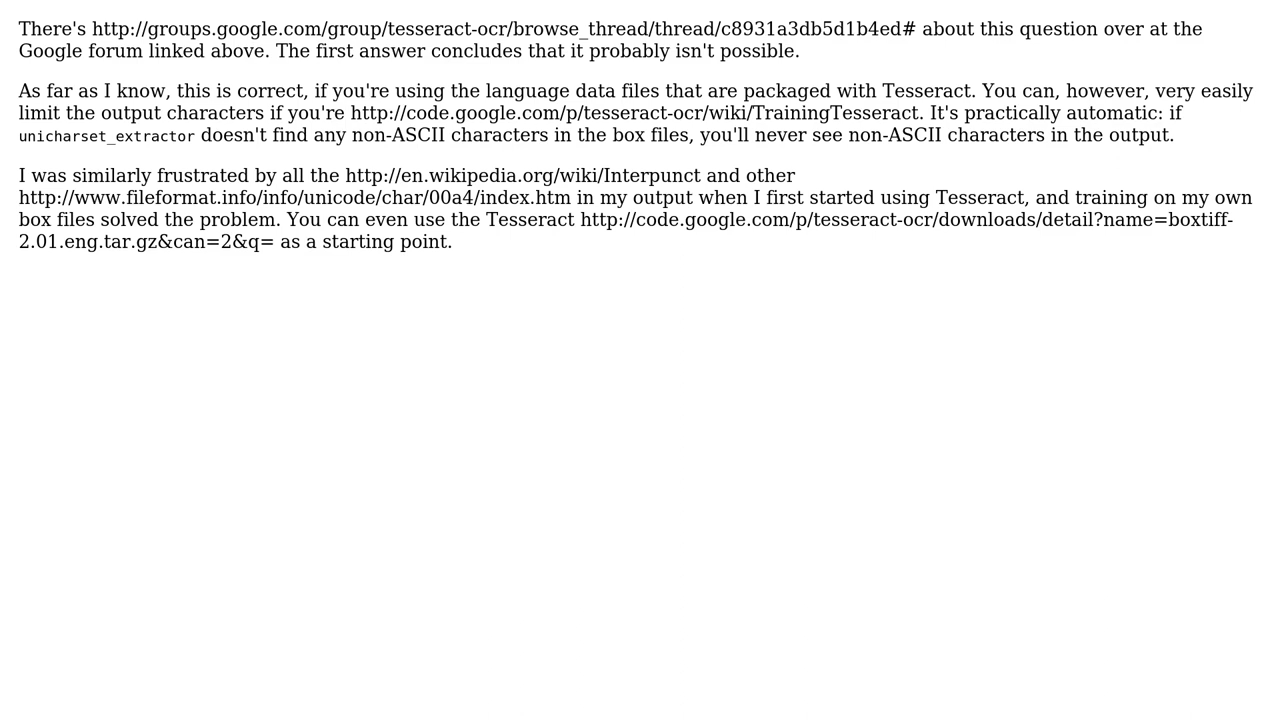 There's http://groups.google.com/group/tesseract-ocr/browse_thread/thread/c8931a3db5d1b4ed# about this question over at the
Google forum linked above. The first answer concludes that it probably isn't possible.
As far as I know, this is correct, if you're using the language data files that are packaged with Tesseract. You can, however, very easily
limit the output characters if you're http://code.google.com/p/tesseract-ocr/wiki/TrainingTesseract. It's practically automatic: if
unicharset_extractor doesn't find any non-ASCII characters in the box files, you'll never see non-ASCII characters in the output.
I was similarly frustrated by all the http://en.wikipedia.org/wiki/Interpunct and other
http://www.fileformat.info/info/unicode/char/00a4/index.htm in my output when I first started using Tesseract, and training on my own
box files solved the problem. You can even use the Tesseract http://code.google.com/p/tesseract-ocr/downloads/detail?name=boxtiff-
2.01.eng.tar.gz&can=2&q= as a starting point.